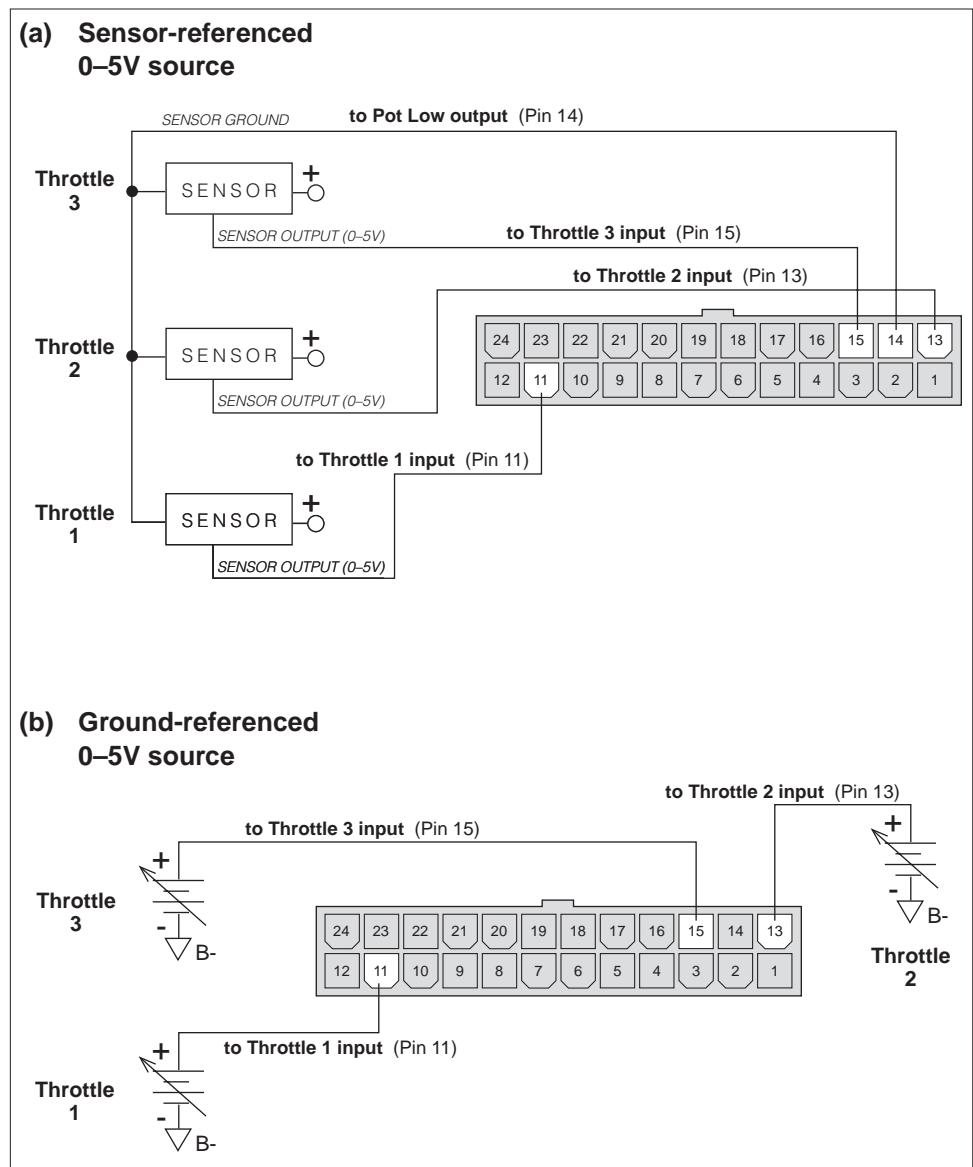 (a) Sensor-referenced
0–5V source
SENSOR GROUND
to Pot Low output (Pin 14)
Throttle
3
SENSOR
+
SENSOR OUTPUT (0–5V)
to Throttle 3 input (Pin 15)
to Throttle 2 input (Pin 13)
Throttle
2
SENSOR
+
SENSOR OUTPUT (0–5V)
24 23 22 21 20 19 18 17 16 15 14 13
12 11 10 9 8 7 6 5 4 3 2 1
to Throttle 1 input (Pin 11)
Throttle
1
SENSOR
+
SENSOR OUTPUT (0–5V)
(b) Ground-referenced
0–5V source
to Throttle 2 input (Pin 13)
+
-
B-
Throttle
2
to Throttle 3 input (Pin 15)
+
Throttle
3
-
B-
24 23 22 21 20 19 18 17 16 15 14 13
12 11 10 9 8 7 6 5 4 3 2 1
to Throttle 1 input (Pin 11)
+
Throttle
1
-
B-